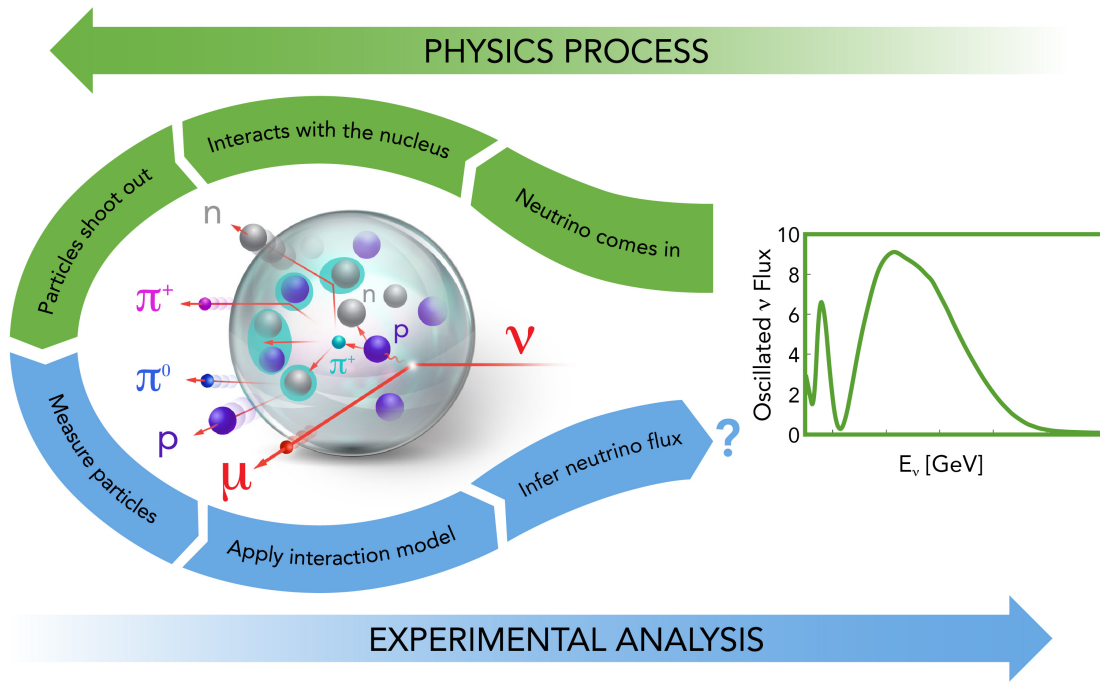 PHYSICS PROCESS
Interacts with the nucleus
Particles shoot out
Neutrino comes in
n
π⁺
π⁰
p
μ
n
p
π⁺
ν
Oscillated ν Flux
10
8
6
4
2
0
E_ν [GeV]
Measure particles
Apply interaction model
Infer neutrino flux
?
EXPERIMENTAL ANALYSIS